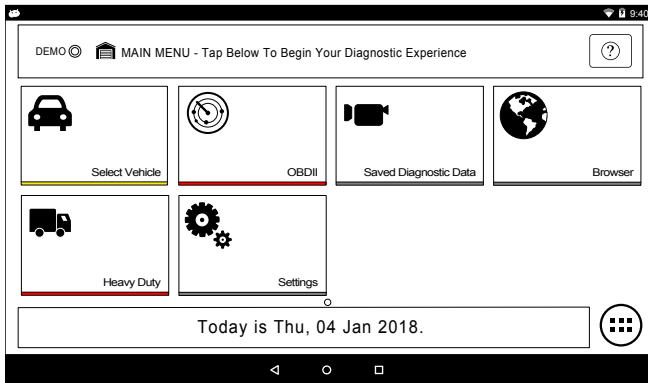 9:40
DEMO MAIN MENU - Tap Below To Begin Your Diagnostic Experience ?
Select Vehicle
OBDII
Saved Diagnostic Data
Browser
Heavy Duty
Settings
Today is Thu, 04 Jan 2018.